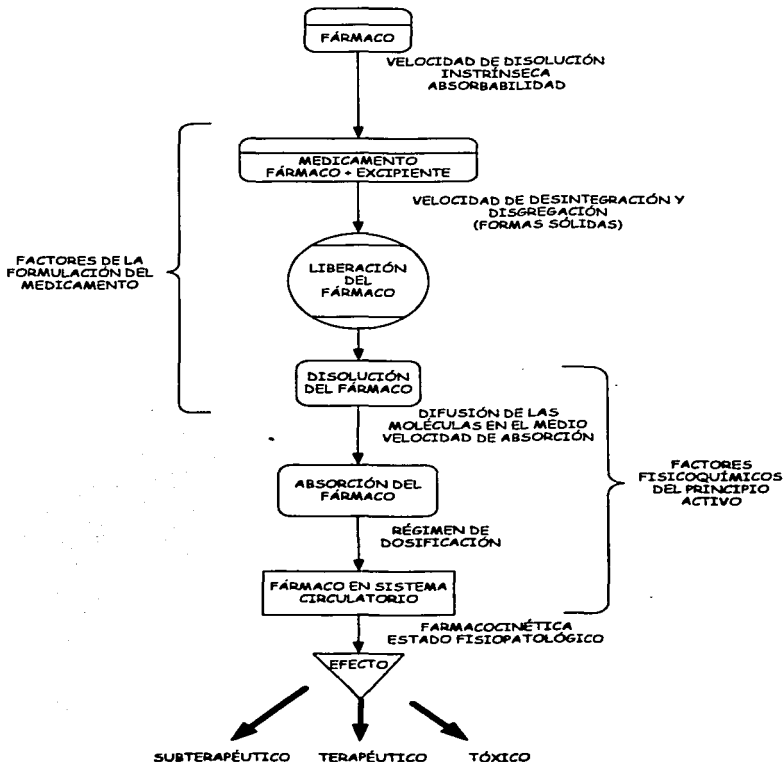 FÁRMACO
VELOCIDAD DE DISOLUCIÓN
INSTRÍNSECA
ABSORBABILIDAD
MEDICAMENTO
FÁRMACO + EXCIPIENTE
VELOCIDAD DE DESINTEGRACIÓN Y
DISGREGACIÓN
(FORMAS SÓLIDAS)
FACTORES DE LA
FORMULACIÓN DEL
MEDICAMENTO
LIBERACIÓN
DEL
FÁRMACO
DISOLUCIÓN
DEL FÁRMACO
DIFUSIÓN DE LAS
MOLÉCULAS EN EL MEDIO
VELOCIDAD DE ABSORCIÓN
FACTORES
FISICOQUÍMICOS
DEL PRINCIPIO
ACTIVO
ABSORCIÓN DEL
FÁRMACO
RÉGIMEN DE
DOSIFICACIÓN
FÁRMACO EN SISTEMA
CIRCULATORIO
FARMACOCINÉTICA
ESTADO FISIOPATOLÓGICO
EFECTO
SUBTERAPÉUTICO TERAPÉUTICO TÓXICO